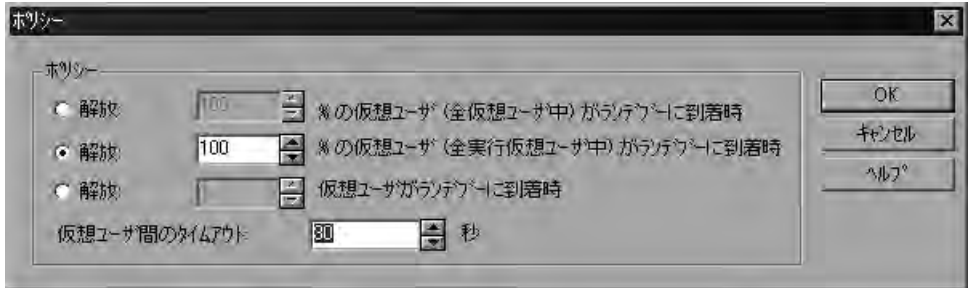 ポリシー
ポリシー
解放: 100 % の仮想ユーザ (全仮想ユーザ中) がランデブーに到着時
解放: 100 % の仮想ユーザ (全実行仮想ユーザ中) がランデブーに到着時
解放: 仮想ユーザがランデブーに到着時
仮想ユーザ間のタイムアウト: 30 秒
OK
キャンセル
ヘルプ